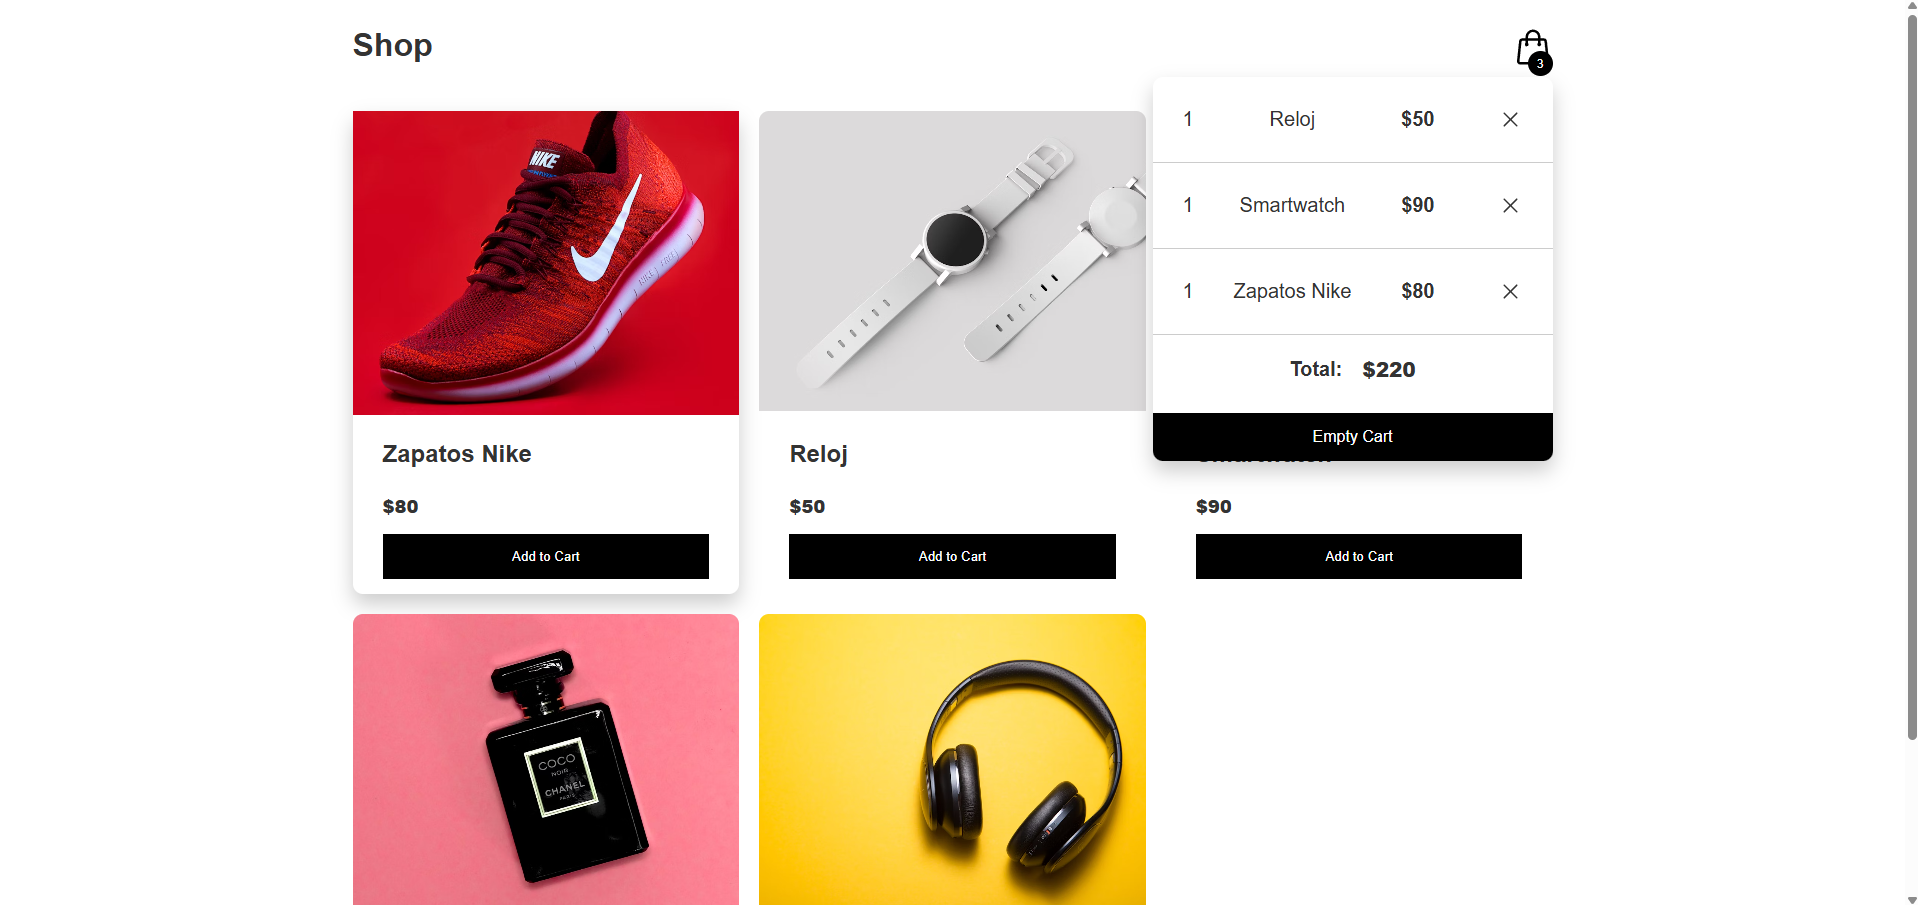 Shop
3
1 Reloj $50
1 Smartwatch $90
1 Zapatos Nike $80
Total: $220
Empty Cart
NIKE
Zapatos Nike
$80
Add to Cart
Reloj
$50
Add to Cart
$90
Add to Cart
COCO
NOIR
CHANEL
PARIS